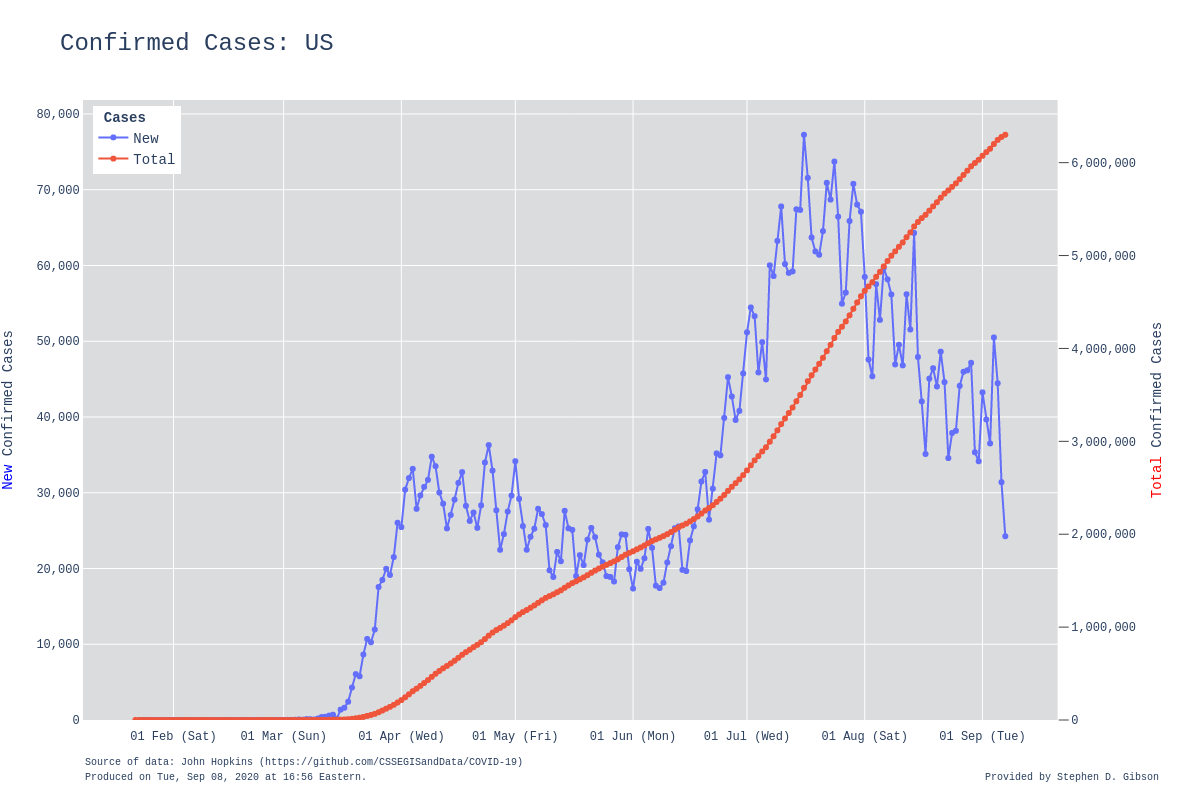 Confirmed Cases: US
Cases
New
Total
80,000
70,000
60,000
50,000
40,000
30,000
20,000
10,000
0
New Confirmed Cases
6,000,000
5,000,000
4,000,000
3,000,000
2,000,000
1,000,000
0
Total Confirmed Cases
01 Feb (Sat) 01 Mar (Sun) 01 Apr (Wed) 01 May (Fri) 01 Jun (Mon) 01 Jul (Wed) 01 Aug (Sat) 01 Sep (Tue)
Source of data: John Hopkins (https://github.com/CSSEGISandData/COVID-19)
Produced on Tue, Sep 08, 2020 at 16:56 Eastern.
Provided by Stephen D. Gibson